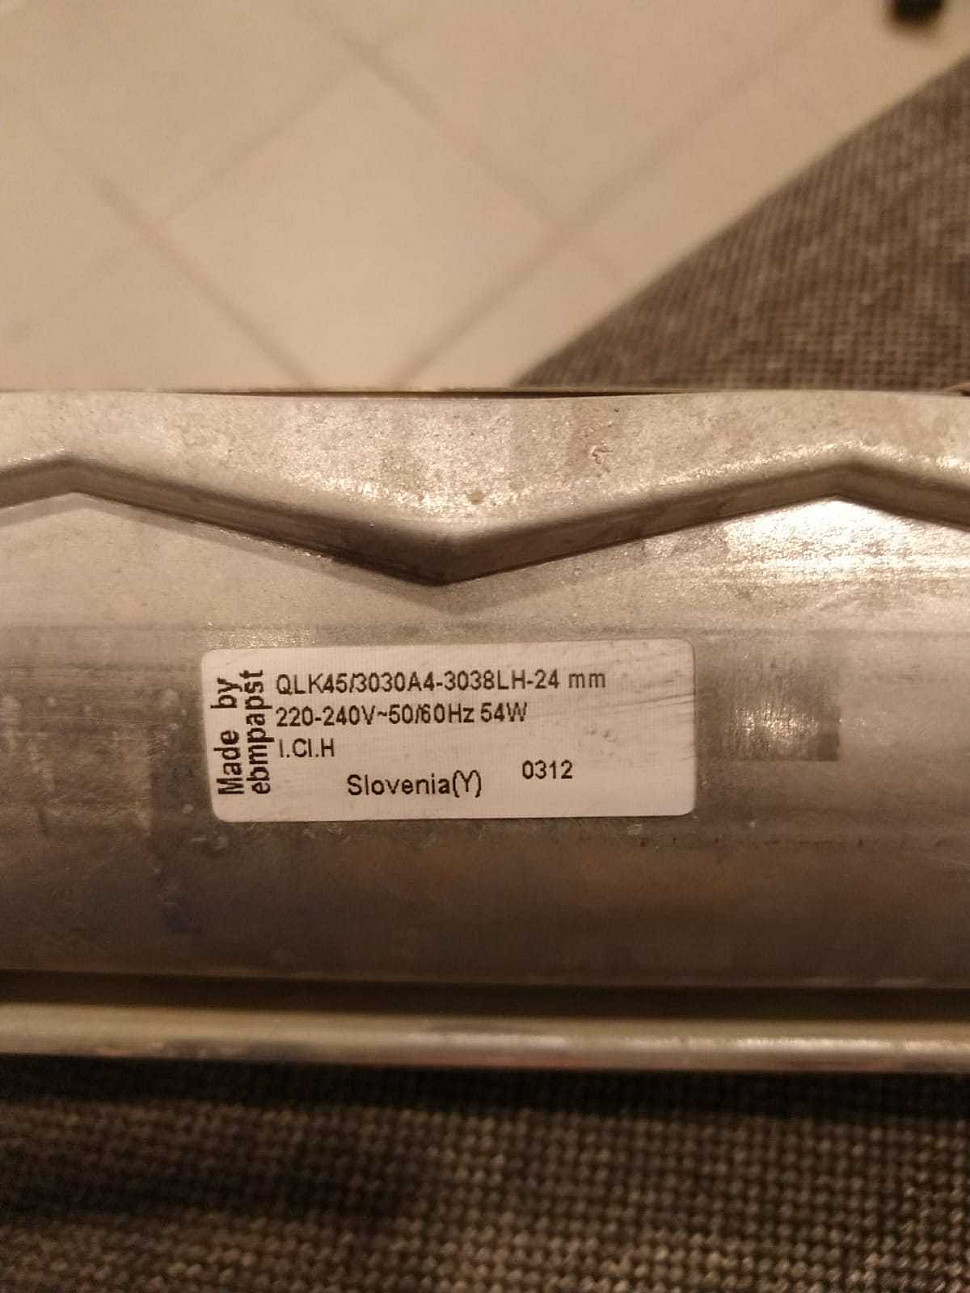 Made by
ebmpapst
QLK45/3030A4-3038LH-24 mm
220-240V~50/60Hz 54W
I.Cl.H
Slovenia(Y) 0312